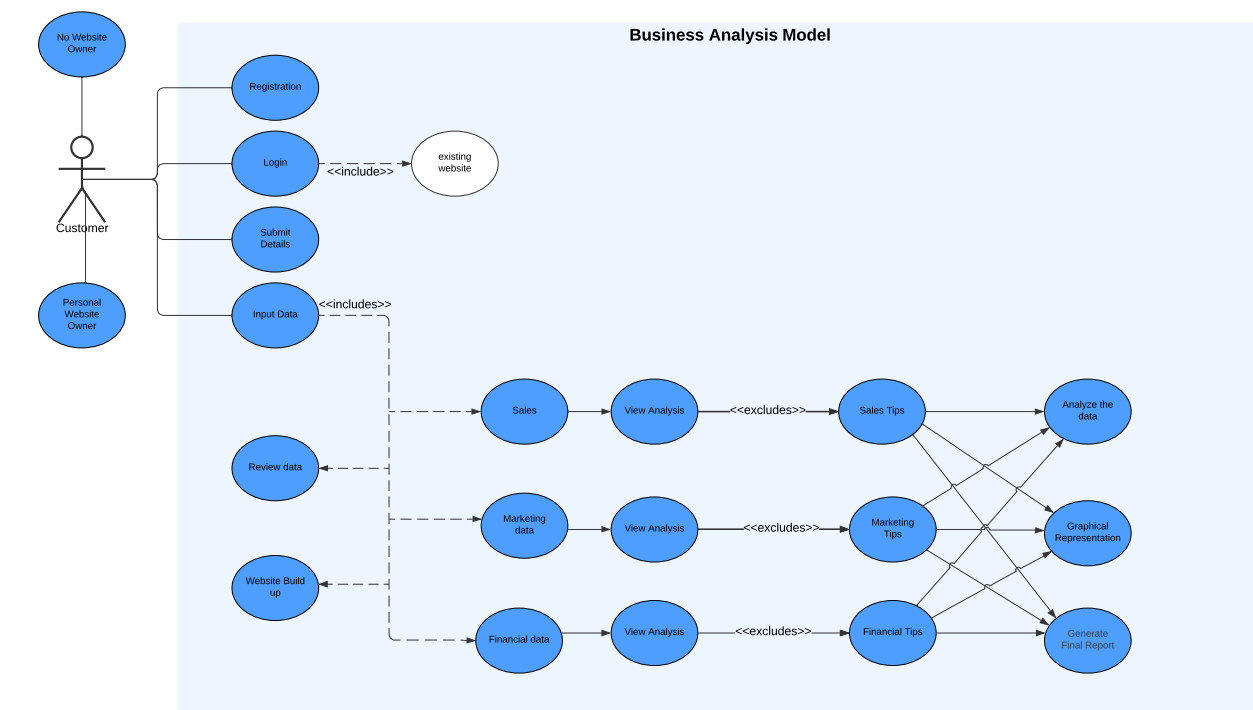 Business Analysis Model
No Website
Owner
Registration
Login
<<include>>
existing
website
Customer
Submit
Details
Personal
Website
Owner
Input Data
<<includes>>
Sales
View Analysis
<<excludes>>
Sales Tips
Analyze the
data
Review data
Marketing
data
View Analysis
<<excludes>>
Marketing
Tips
Graphical
Representation
Website Build
up
Financial data
View Analysis
<<excludes>>
Financial Tips
Generate
Final Report